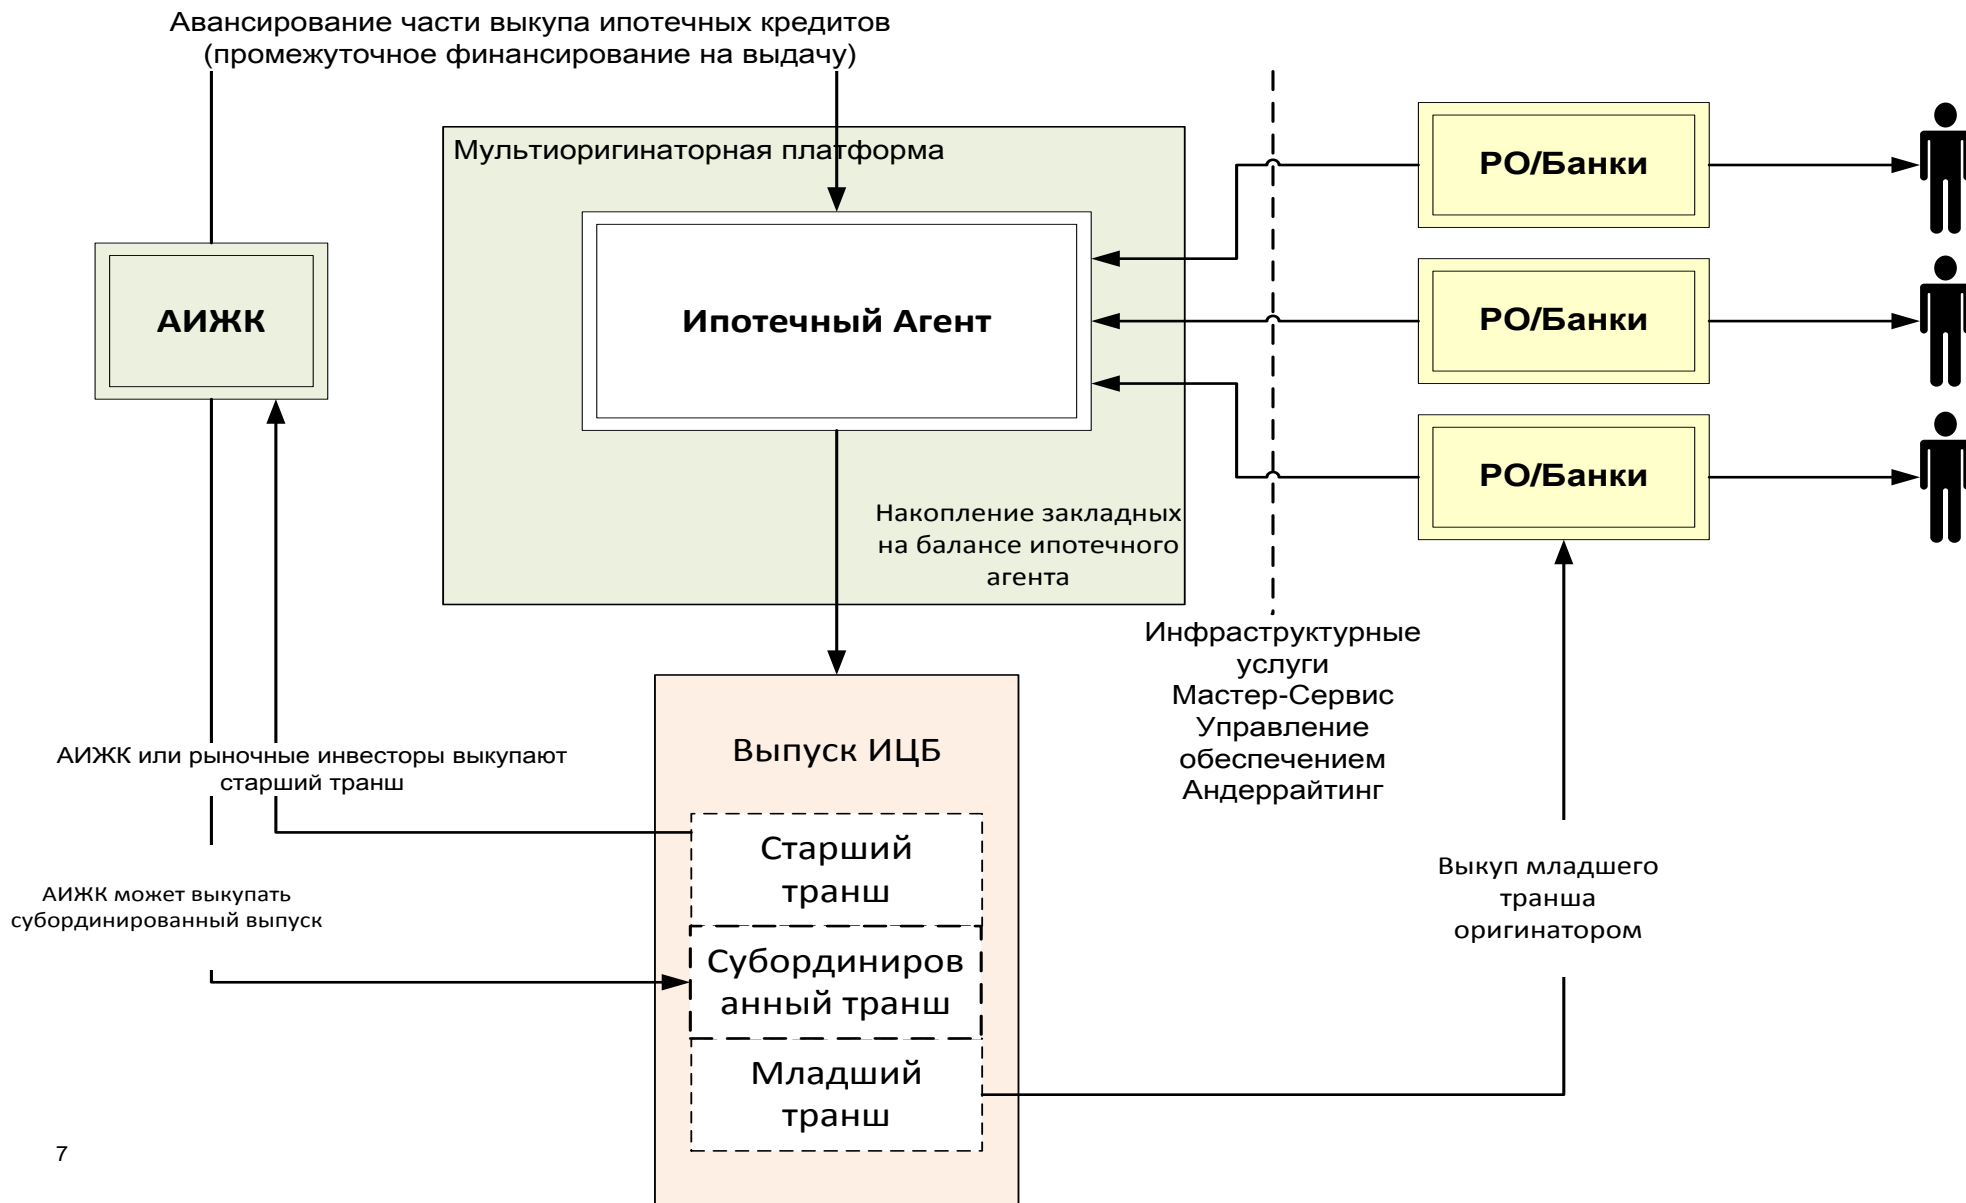 Авансирование части выкупа ипотечных кредитов
(промежуточное финансирование на выдачу)
Мультиоригинаторная платформа
РО/Банки
АИЖК
Ипотечный Агент
РО/Банки
РО/Банки
Накопление закладных
на балансе ипотечного
агента
Инфраструктурные
услуги
Мастер-Сервис
Управление
обеспечением
Андеррайтинг
Выпуск ИЦБ
АИЖК или рыночные инвесторы выкупают
старший транш
Старший
транш
АИЖК может выкупать
субординированный выпуск
Выкуп младшего
транша
оригинатором
Субординиров
анный транш
Младший
транш
7